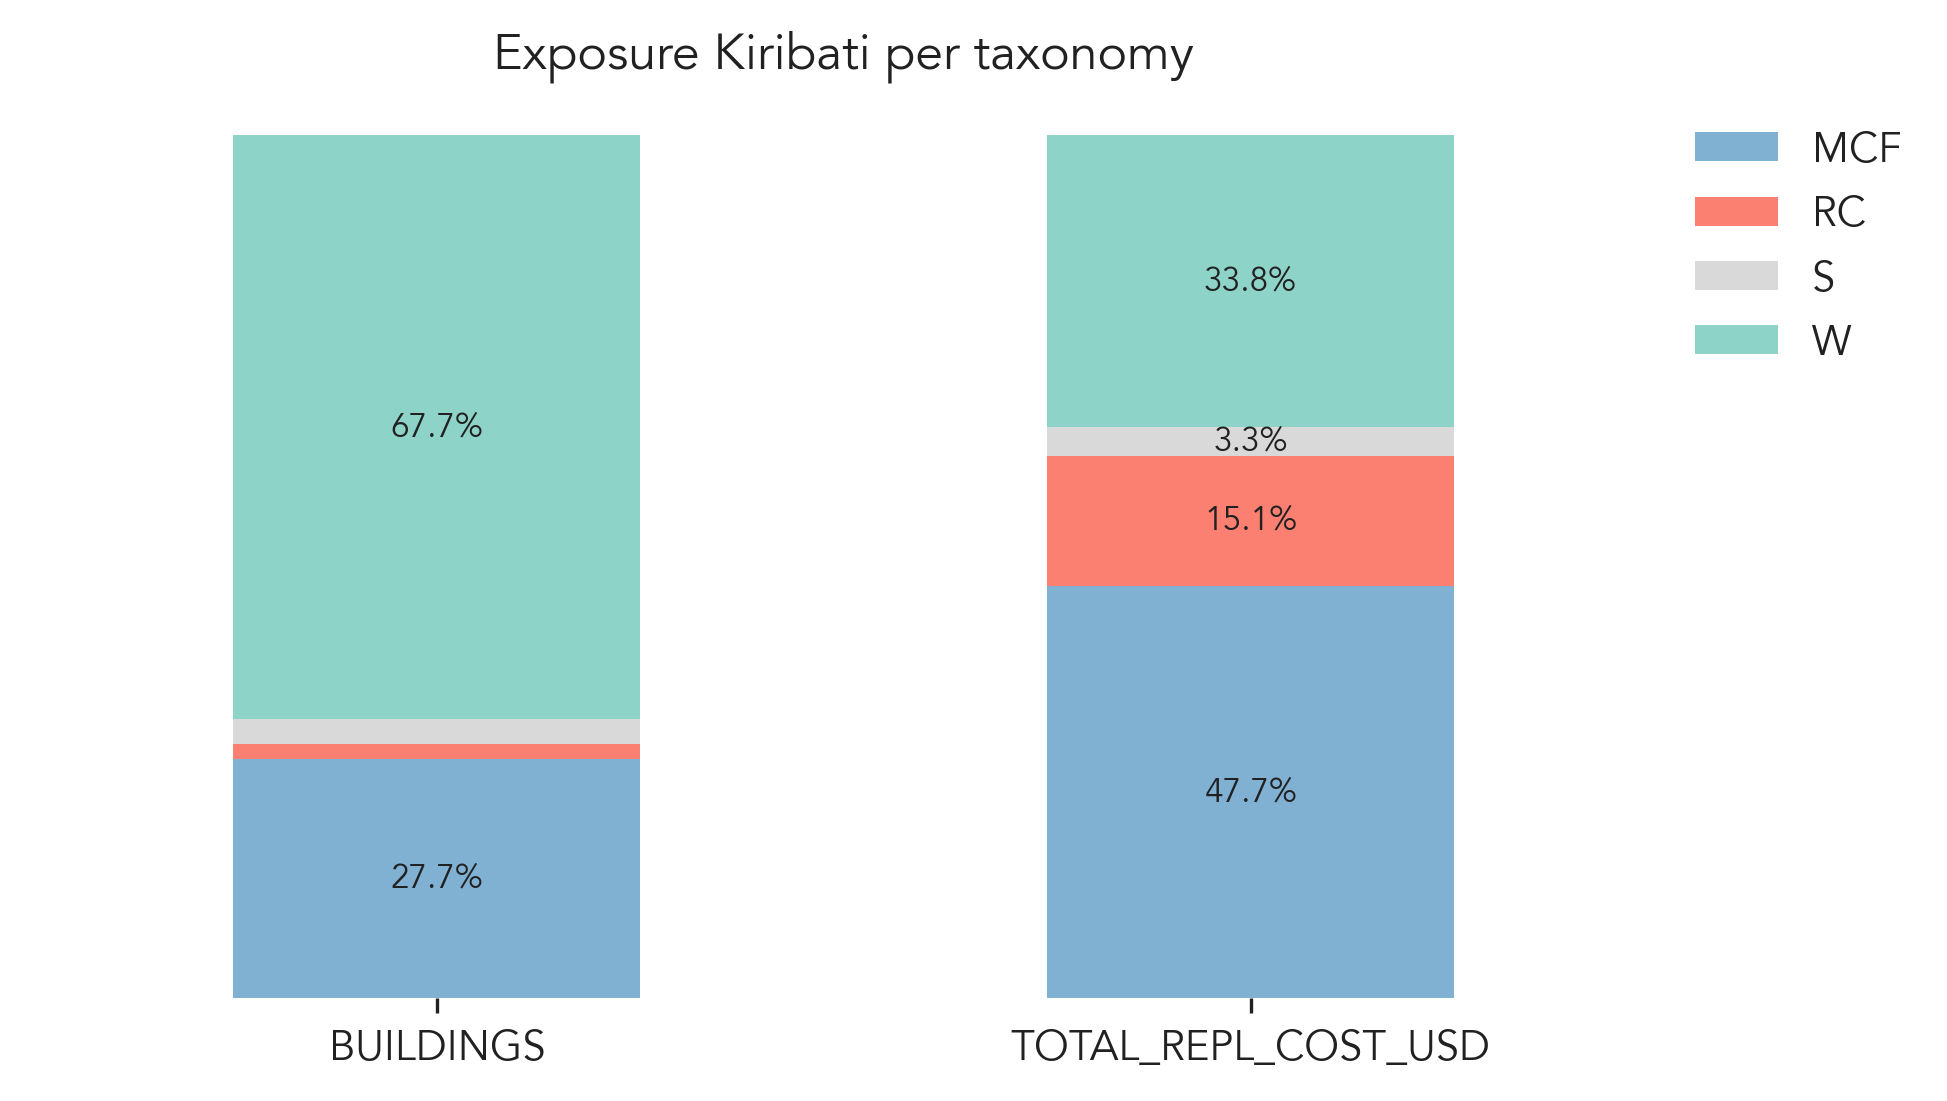 Exposure Kiribati per taxonomy
67.7%
27.7%
BUILDINGS
33.8%
3.3%
15.1%
47.7%
TOTAL_REPL_COST_USD
MCF
RC
S
W